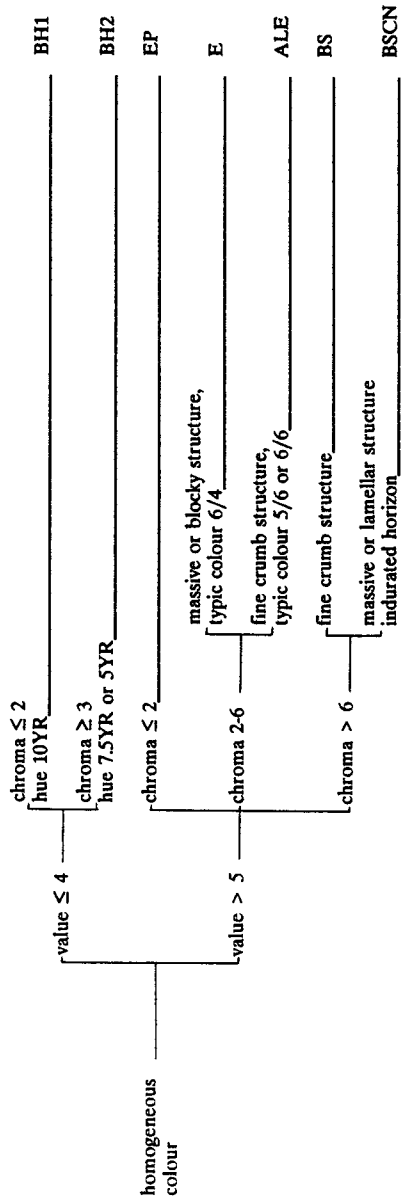 homogeneous
colour
value ≤ 4
value > 5
chroma ≤ 2
hue 10YR
BH1
chroma ≥ 3
hue 7.5YR or 5YR
BH2
chroma ≤ 2
EP
chroma 2-6
massive or blocky structure,
typic colour 6/4
E
fine crumb structure,
typic colour 5/6 or 6/6
ALE
chroma > 6
fine crumb structure
BS
massive or lamellar structure
indurated horizon
BSCN